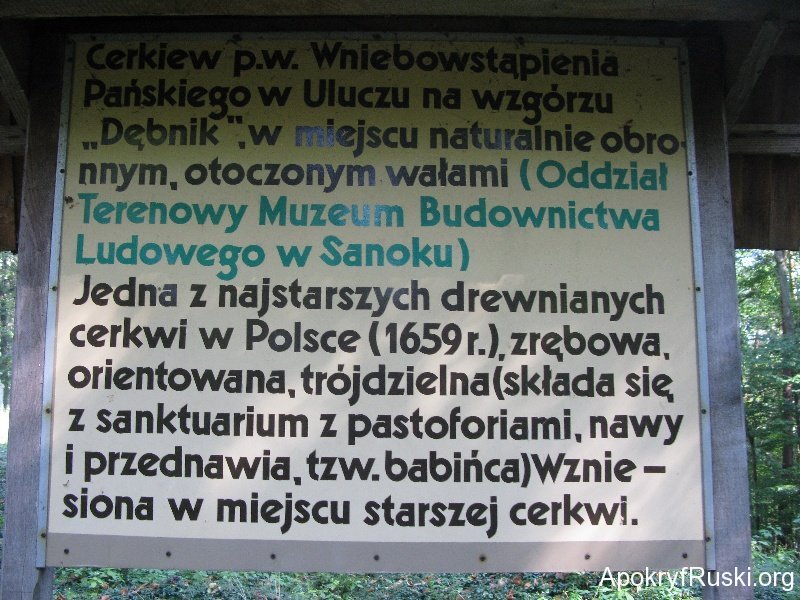 Cerkiew p.w. Wniebowstąpienia
Pańskiego w Uluczu na wzgórzu
„Dębnik”, w miejscu naturalnie obro-
nnym, otoczonym wałami (Oddział
Terenowy Muzeum Budownictwa
Ludowego w Sanoku)
Jedna z najstarszych drewnianych
cerkwi w Polsce (1659 r.), zrębowa,
orientowana, trójdzielna (składa się
z sanktuarium z pastoforiami, nawy
i przednawia, tzw. babińca) Wznie-
siona w miejscu starszej cerkwi.
ApokryfRuski.org